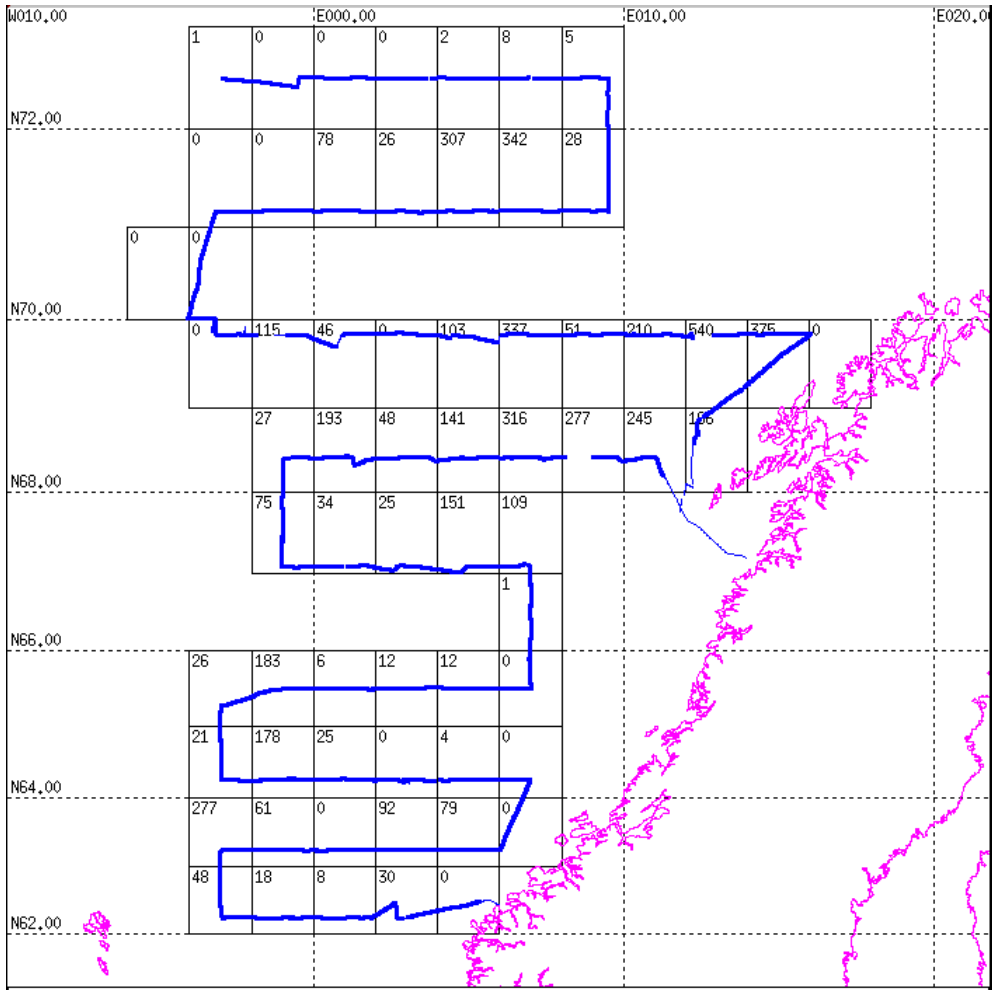 W010.00 E000.00 E010.00 E020.00
1 0 0 0 2 8 5
N72.00
0 0 78 26 307 342 28
0 0
N70.00
0 115 46 0 103 337 51 210 540 375 0
27 193 48 141 316 277 245 166
N68.00
75 34 25 151 109
1
N66.00
26 183 6 12 12 0
21 178 25 0 4 0
N64.00
277 61 0 92 79 0
48 18 8 30 0
N62.00